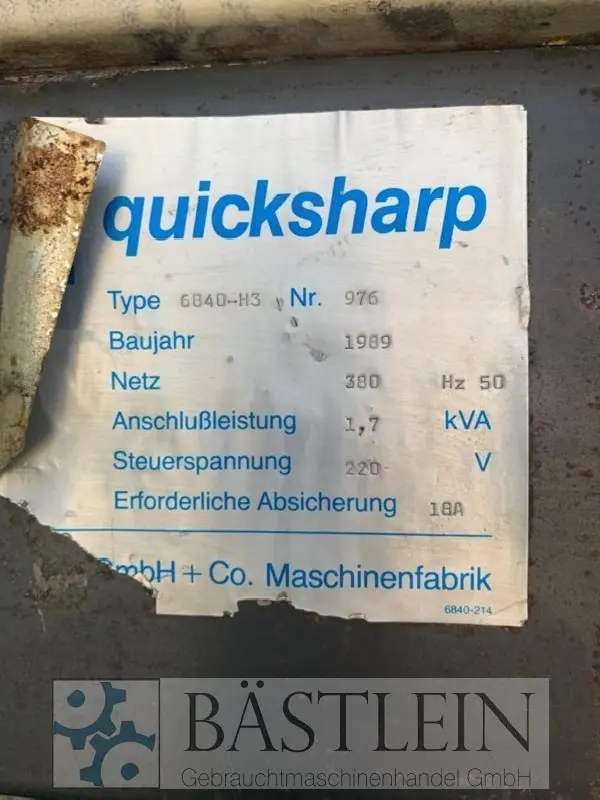 quicksharp
Type 6840-H3 Nr. 976
Baujahr 1989
Netz 380 Hz 50
Anschlußleistung 1,7 kVA
Steuerspannung 220 V
Erforderliche Absicherung
GmbH + Co. Maschinenfabrik
6840-214
BÄSTLEIN
Gebrauchtmaschinenhandel GmbH